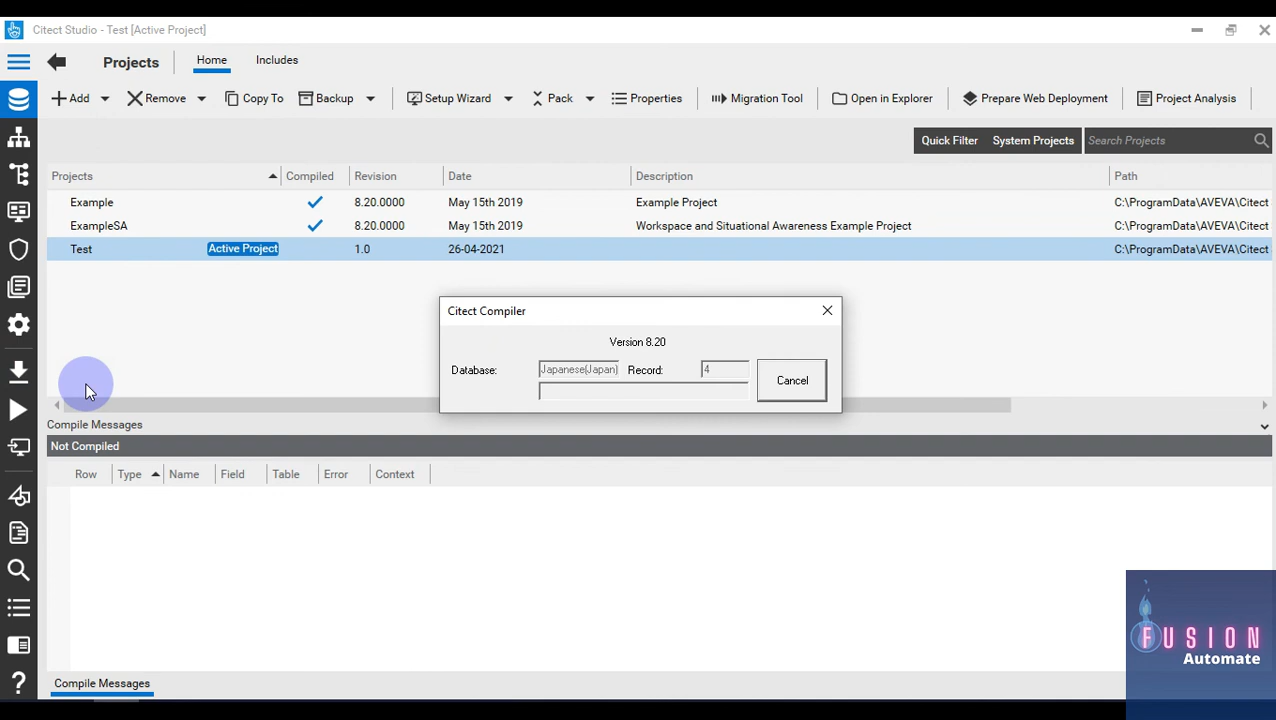 Citect Studio - Test [Active Project]
Projects Home Includes
Add Remove Copy To Backup Setup Wizard Pack Properties Migration Tool Open in Explorer Prepare Web Deployment Project Analysis
Quick Filter System Projects Search Projects
Projects Compiled Revision Date Description Path
Example 8.20.0000 May 15th 2019 Example Project C:\ProgramData\AVEVA\Citect
ExampleSA 8.20.0000 May 15th 2019 Workspace and Situational Awareness Example Project C:\ProgramData\AVEVA\Citect
Test Active Project 1.0 26-04-2021 C:\ProgramData\AVEVA\Citect
Citect Compiler
Version 8.20
Database: Japanese(Japan) Record: 4
Cancel
Compile Messages
Not Compiled
Row Type Name Field Table Error Context
FUSION
Automate
Compile Messages